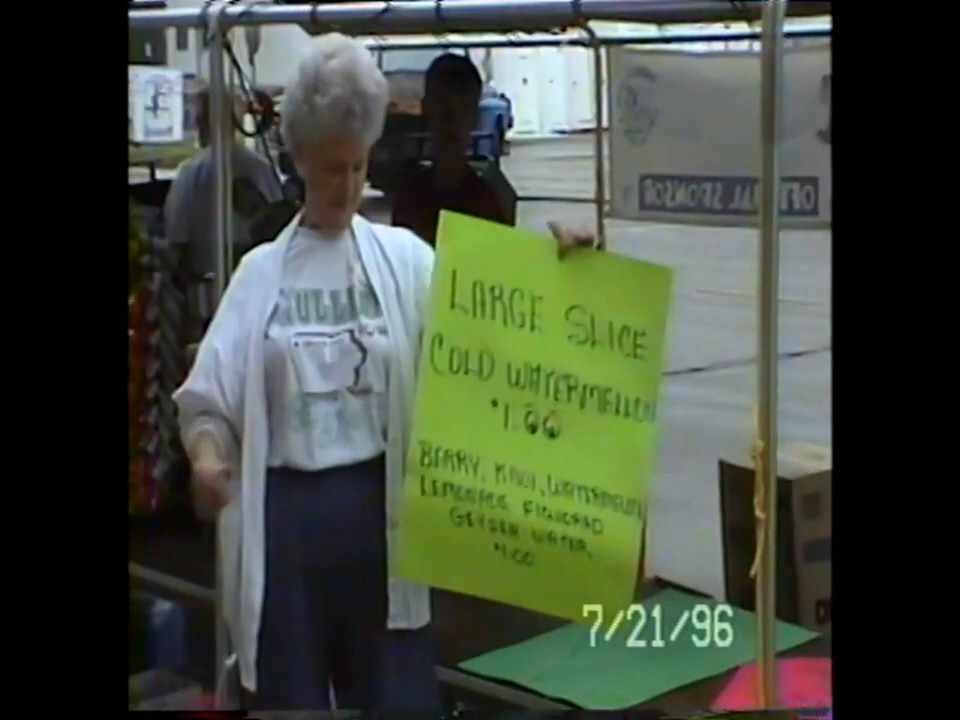 OFFICIAL SPONSOR
LARGE SLICE
COLD WATERMELLON
$1.00
BERRY, KIWI, WATERMELON
LEMONADE FLAVORED
GEYSER WATER
$1.00
7/21/96